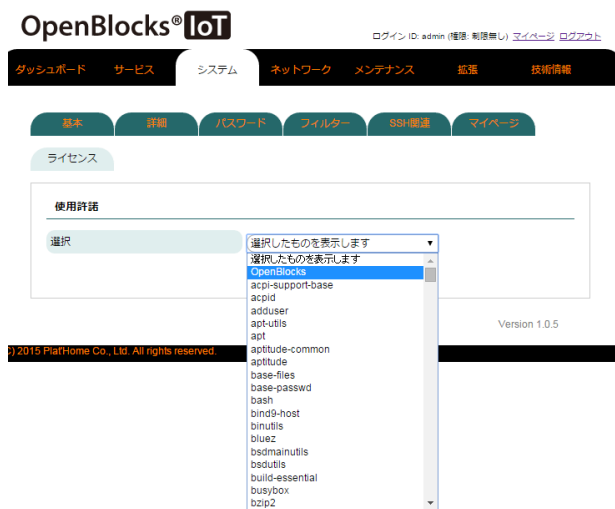 OpenBlocks® IoT
ログイン ID: admin (権限: 制限無し) マイページ ログアウト
ダッシュボード サービス システム ネットワーク メンテナンス 拡張 技術情報
基本 詳細 パスワード フィルター SSH関連 マイページ
ライセンス
使用許諾
選択 選択したものを表示します
選択したものを表示します
OpenBlocks
acpi-support-base
acpid
adduser
apt-utils
apt
aptitude-common
aptitude
base-files
base-passwd
bash
bind9-host
binutils
bluez
bsdmainutils
bsdutils
build-essential
busybox
bzip2
Version 1.0.5
) 2015 Plat'Home Co., Ltd. All rights reserved.